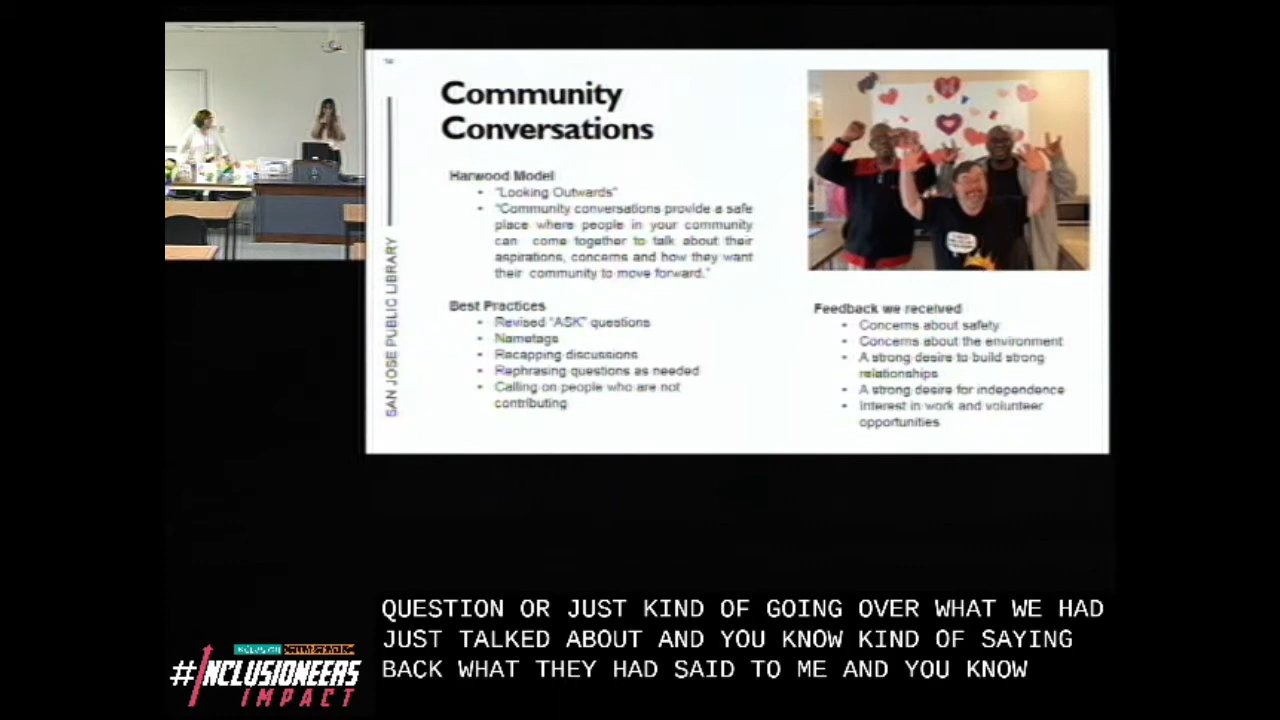 Community
Conversations
Harwood Model
• "Looking Outwards"
• "Community conversations provide a safe
place where people in your community
can come together to talk about their
aspirations, concerns and how they want
their community to move forward."
Best Practices
• Revised "ASK" questions
• Nametags
• Recapping discussions
• Rephrasing questions as needed
• Calling on people who are not
contributing
Feedback we received
• Concerns about safety
• Concerns about the environment
• A strong desire to build strong
relationships
• A strong desire for independence
• Interest in work and volunteer
opportunities
SAN JOSE PUBLIC LIBRARY
QUESTION OR JUST KIND OF GOING OVER WHAT WE HAD
JUST TALKED ABOUT AND YOU KNOW KIND OF SAYING
BACK WHAT THEY HAD SAID TO ME AND YOU KNOW
#INCLUSIONEERS
IMPACT